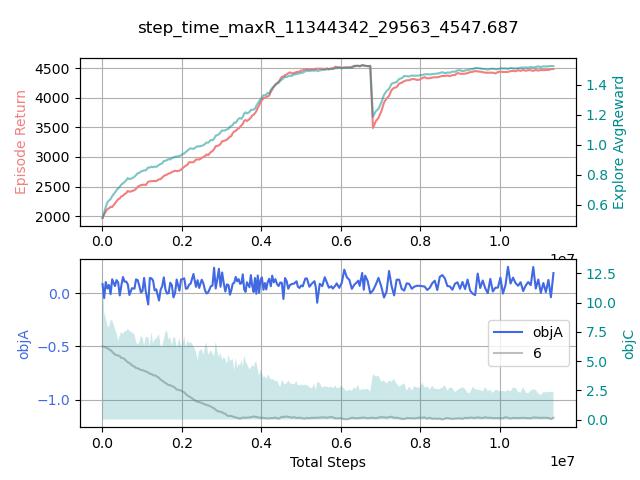 step_time_maxR_11344342_29563_4547.687
4500
4000
3500
3000
2500
2000
Episode Return
1.4
1.2
1.0
0.8
0.6
Explore AvgReward
0.0 0.2 0.4 0.6 0.8 1.0
0.0
−0.5
−1.0
objA
12.5
10.0
7.5
5.0
2.5
0.0
objC
objA
6
0.0 0.2 0.4 0.6 0.8 1.0
Total Steps
1e7